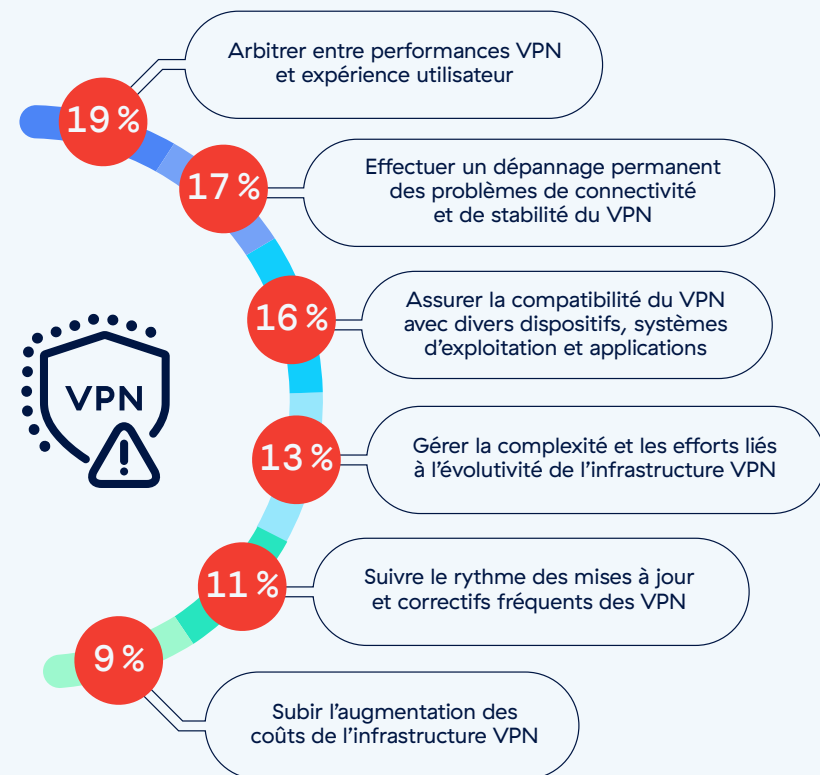 19 %
Arbitrer entre performances VPN
et expérience utilisateur
17 %
Effectuer un dépannage permanent
des problèmes de connectivité
et de stabilité du VPN
16 %
Assurer la compatibilité du VPN
avec divers dispositifs, systèmes
d’exploitation et applications
VPN
13 %
Gérer la complexité et les efforts liés
à l’évolutivité de l’infrastructure VPN
11 %
Suivre le rythme des mises à jour
et correctifs fréquents des VPN
9 %
Subir l’augmentation des
coûts de l’infrastructure VPN